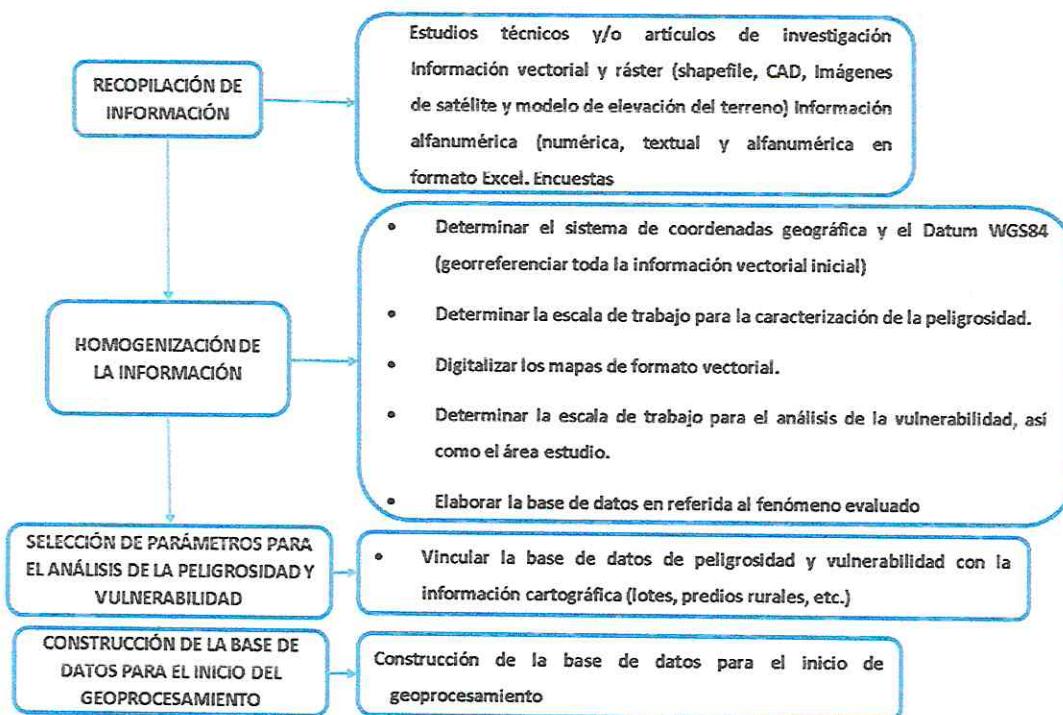 RECOPILACIÓN DE
INFORMACIÓN
Estudios técnicos y/o artículos de investigación
Información vectorial y ráster (shapefile, CAD, Imágenes
de satélite y modelo de elevación del terreno) Información
alfanumérica (numérica, textual y alfanumérica en
formato Excel. Encuestas
HOMOGENIZACIÓN DE
LA INFORMACIÓN
• Determinar el sistema de coordenadas geográfica y el Datum WGS84
(georreferenciar toda la información vectorial inicial)
• Determinar la escala de trabajo para la caracterización de la peligrosidad.
• Digitalizar los mapas de formato vectorial.
• Determinar la escala de trabajo para el análisis de la vulnerabilidad, así
como el área estudio.
• Elaborar la base de datos en referida al fenómeno evaluado
SELECCIÓN DE PARÁMETROS PARA
EL ANÁLISIS DE LA PELIGROSIDAD Y
VULNERABILIDAD
• Vincular la base de datos de peligrosidad y vulnerabilidad con la
información cartográfica (lotes, predios rurales, etc.)
CONSTRUCCIÓN DE LA BASE DE
DATOS PARA EL INICIO DEL
GEOPROCESAMIENTO
Construcción de la base de datos para el inicio de
geoprocesamiento